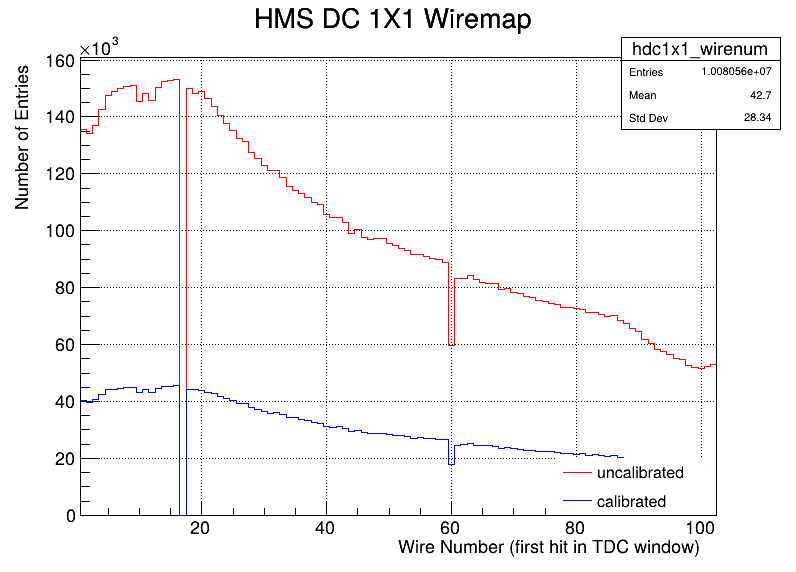 HMS DC 1X1 Wiremap
×10³
hdc1x1_wirenum
Entries 1.008056e+07
Mean 42.7
Std Dev 28.34
Number of Entries
160
140
120
100
80
60
40
20
0
uncalibrated
calibrated
20 40 60 80 100
Wire Number (first hit in TDC window)